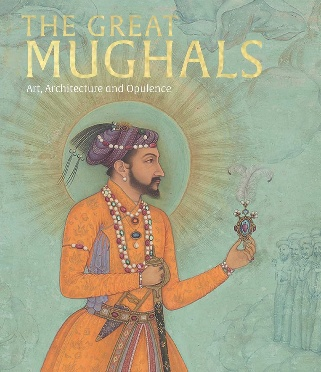 THE GREAT
MUGHALS
Art, Architecture and Opulence